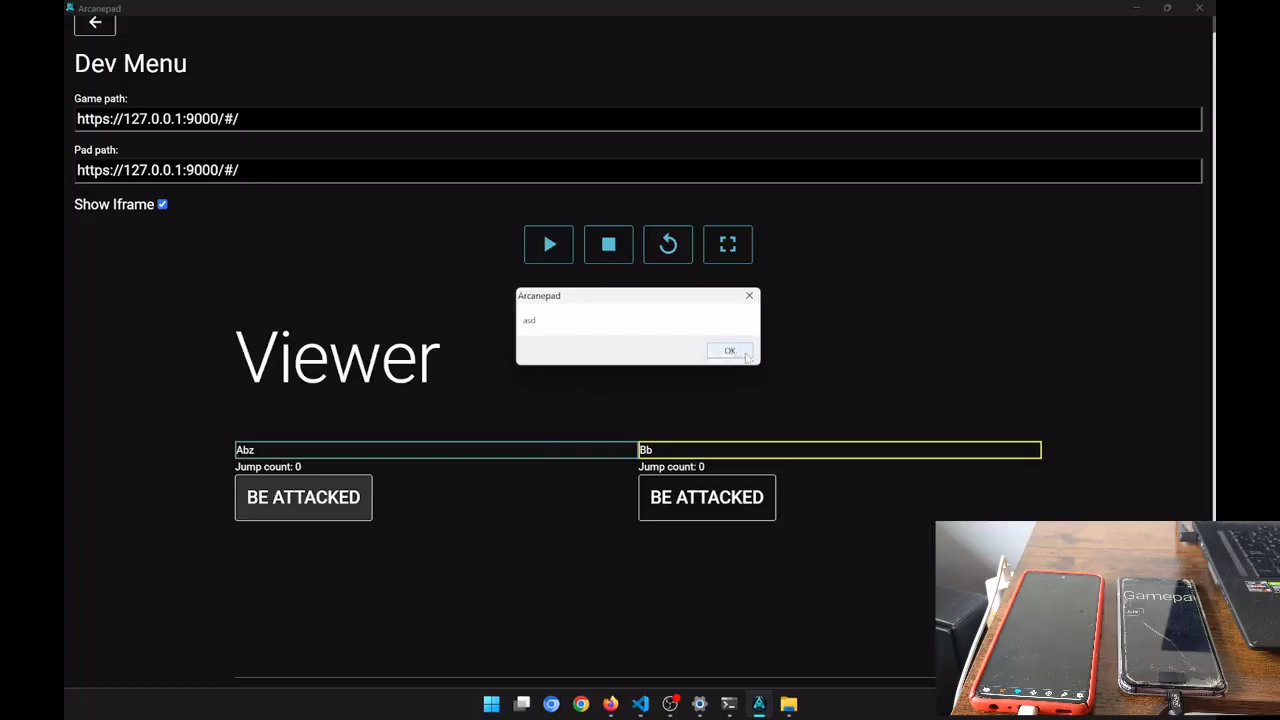 Arcanepad
Dev Menu
Game path:
https://127.0.0.1:9000/#/
Pad path:
https://127.0.0.1:9000/#/
Show Iframe
Arcanepad
asd
OK
Viewer
Abz
Bb
Jump count: 0
Jump count: 0
BE ATTACKED
BE ATTACKED
Gamepa